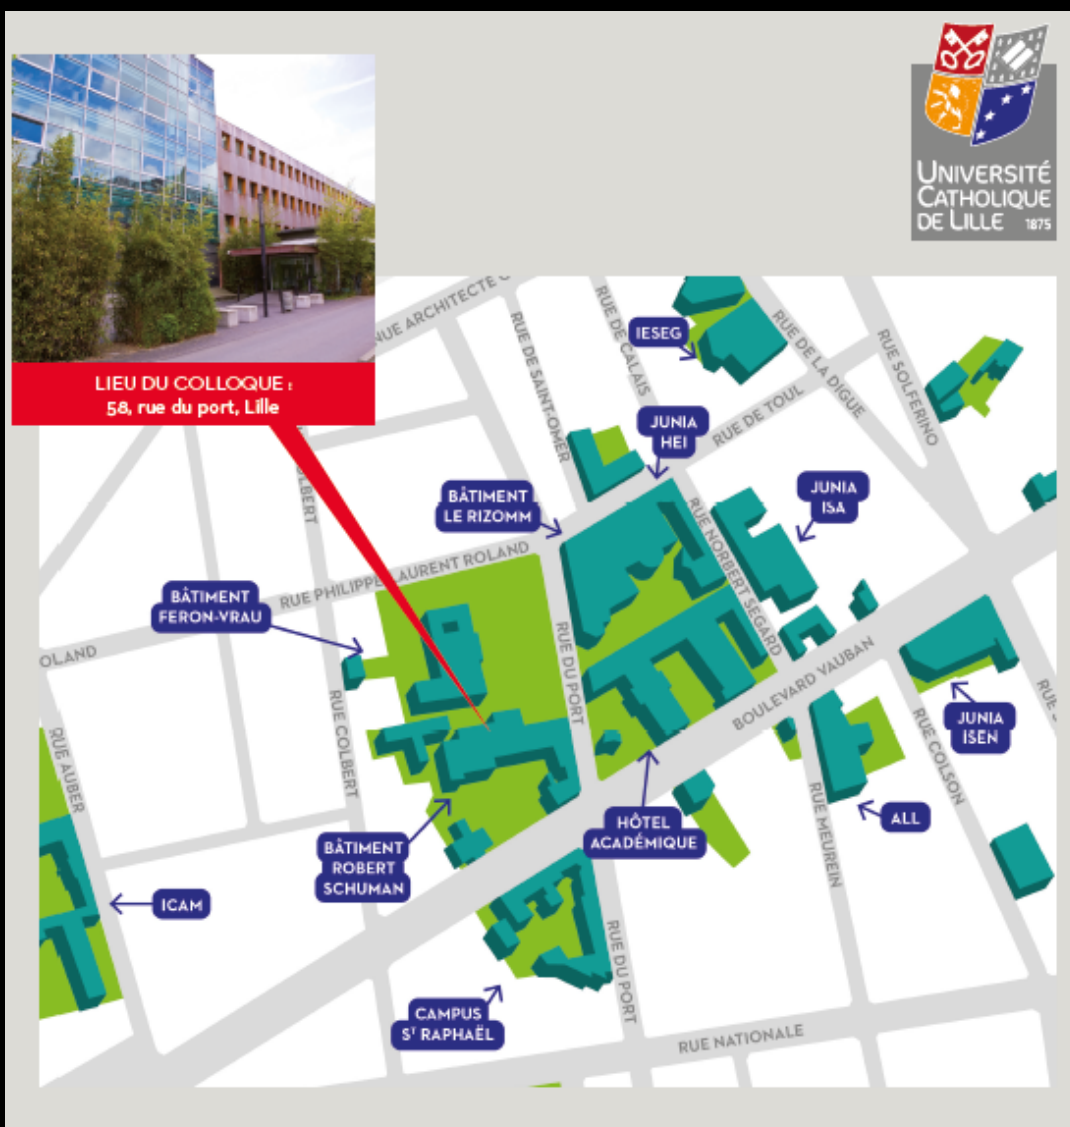 UNIVERSITÉ
CATHOLIQUE
DE LILLE 1875
LIEU DU COLLOQUE :
58, rue du port, Lille
NUE ARCHITECTE
RUE DE SAINT-OMER
RUE DE CALAIS
IESEG
RUE DE LA DIGUE
RUE SOLFERINO
RUE DE TOUL
JUNIA
HEI
JUNIA
ISA
BÂTIMENT
LE RIZOMM
OLBERT
RUE PHILIPPE LAURENT ROLAND
RUE NORBERT SEGARD
BÂTIMENT
FERON-VRAU
OLAND
RUE DU PORT
BOULEVARD VAUBAN
RUE COLBERT
RUE AUBER
JUNIA
ISEN
RUE COLSON
RUE
HÔTEL
ACADÉMIQUE
RUE MEUREIN
ALL
BÂTIMENT
ROBERT
SCHUMAN
ICAM
RUE DU PORT
CAMPUS
ST RAPHAËL
RUE NATIONALE